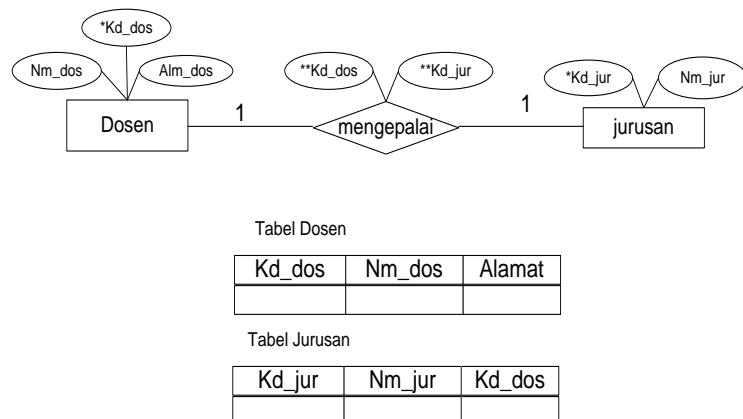 *Kd_dos
Nm_dos
Alm_dos
**Kd_dos
**Kd_jur
*Kd_jur
Nm_jur
Dosen
1
mengepalai
1
jurusan
Tabel Dosen
Kd_dos Nm_dos Alamat
Tabel Jurusan
Kd_jur Nm_jur Kd_dos